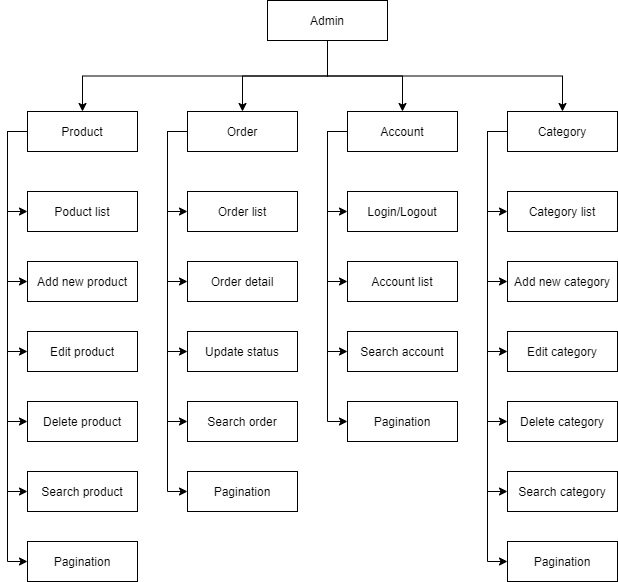 Admin
Product
Order
Account
Category
Poduct list
Order list
Login/Logout
Category list
Add new product
Order detail
Account list
Add new category
Edit product
Update status
Search account
Edit category
Delete product
Search order
Pagination
Delete category
Search product
Pagination
Search category
Pagination
Pagination